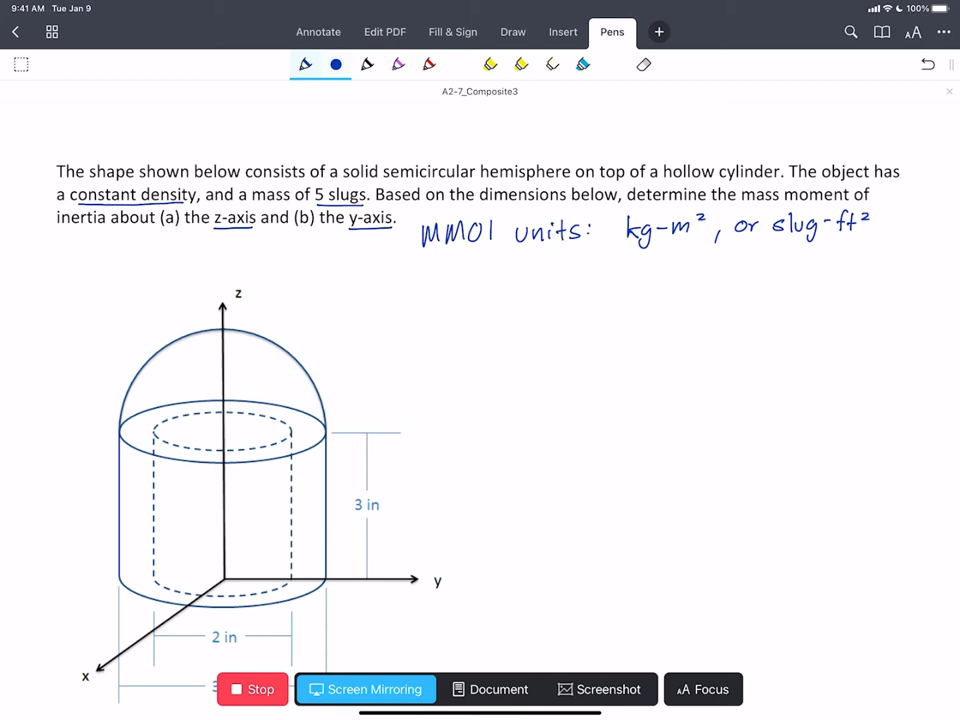 9:41 AM Tue Jan 9 100%
Annotate Edit PDF Fill & Sign Draw Insert Pens
A2-7_Composite3
The shape shown below consists of a solid semicircular hemisphere on top of a hollow cylinder. The object has
a constant density, and a mass of 5 slugs. Based on the dimensions below, determine the mass moment of
inertia about (a) the z-axis and (b) the y-axis.
MMOI units: kg-m², or slug-ft²
z
3 in
y
2 in
x
Stop Screen Mirroring Document Screenshot AA Focus